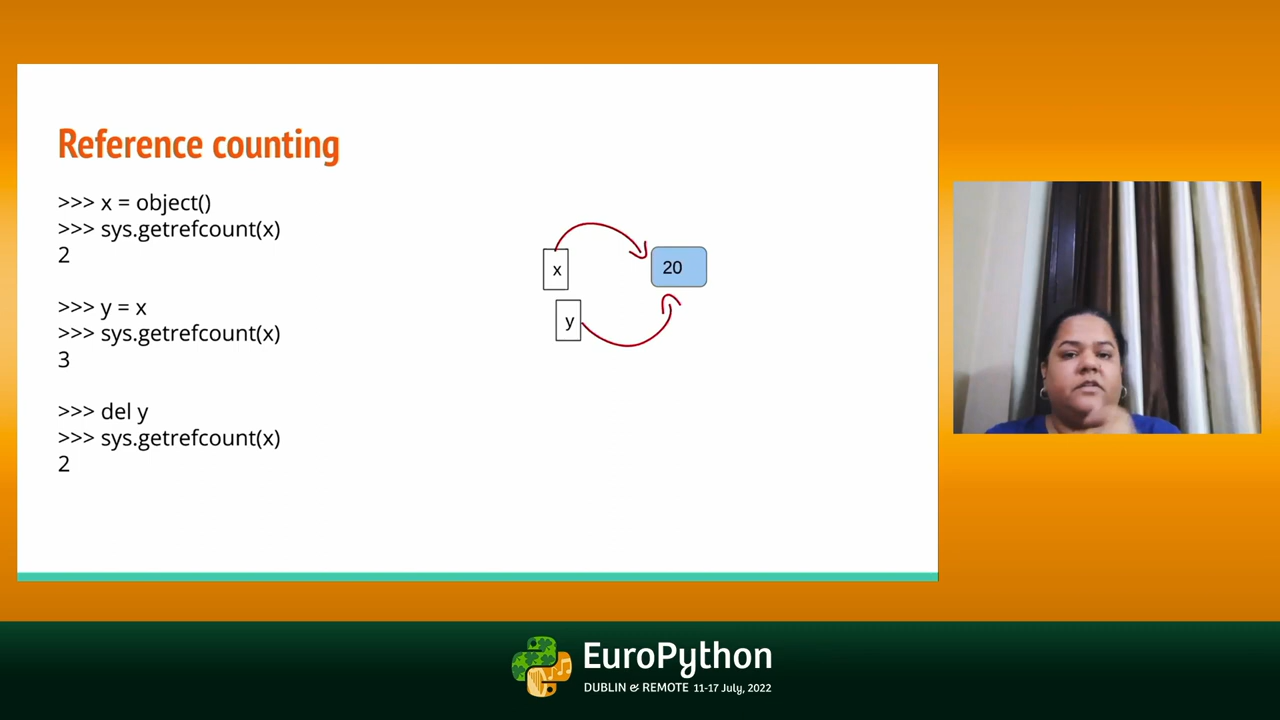 Reference counting
>>> x = object()
>>> sys.getrefcount(x)
2
>>> y = x
>>> sys.getrefcount(x)
3
>>> del y
>>> sys.getrefcount(x)
2
x
20
y
EuroPython
DUBLIN & REMOTE 11-17 July, 2022